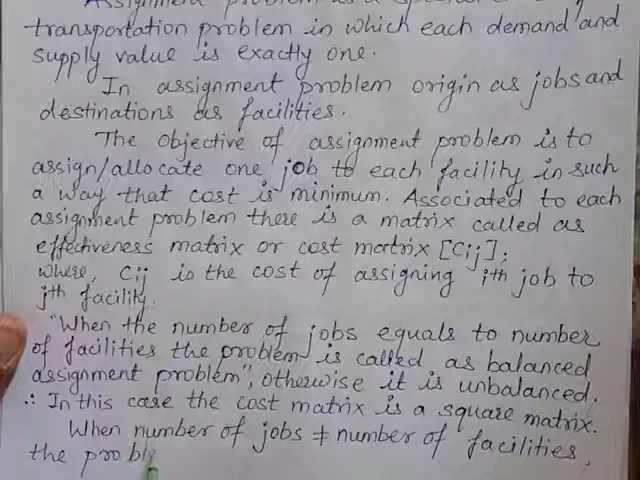 Assignment problem is a special
transportation problem in which each demand and
supply value is exactly one.
In assignment problem origin as jobs and
destinations as facilities.
The objective of assignment problem is to
assign/allocate one job to each facility in such
a way that cost is minimum. Associated to each
assignment problem there is a matrix called as
effectiveness matrix or cost matrix [Cij];
where, Cij is the cost of assigning ith job to
jth facility.
"When the number of jobs equals to number
of facilities the problem is called as balanced
assignment problem", otherwise it is unbalanced.
∴ In this case the cost matrix is a square matrix.
When number of jobs ≠ number of facilities,
the probl